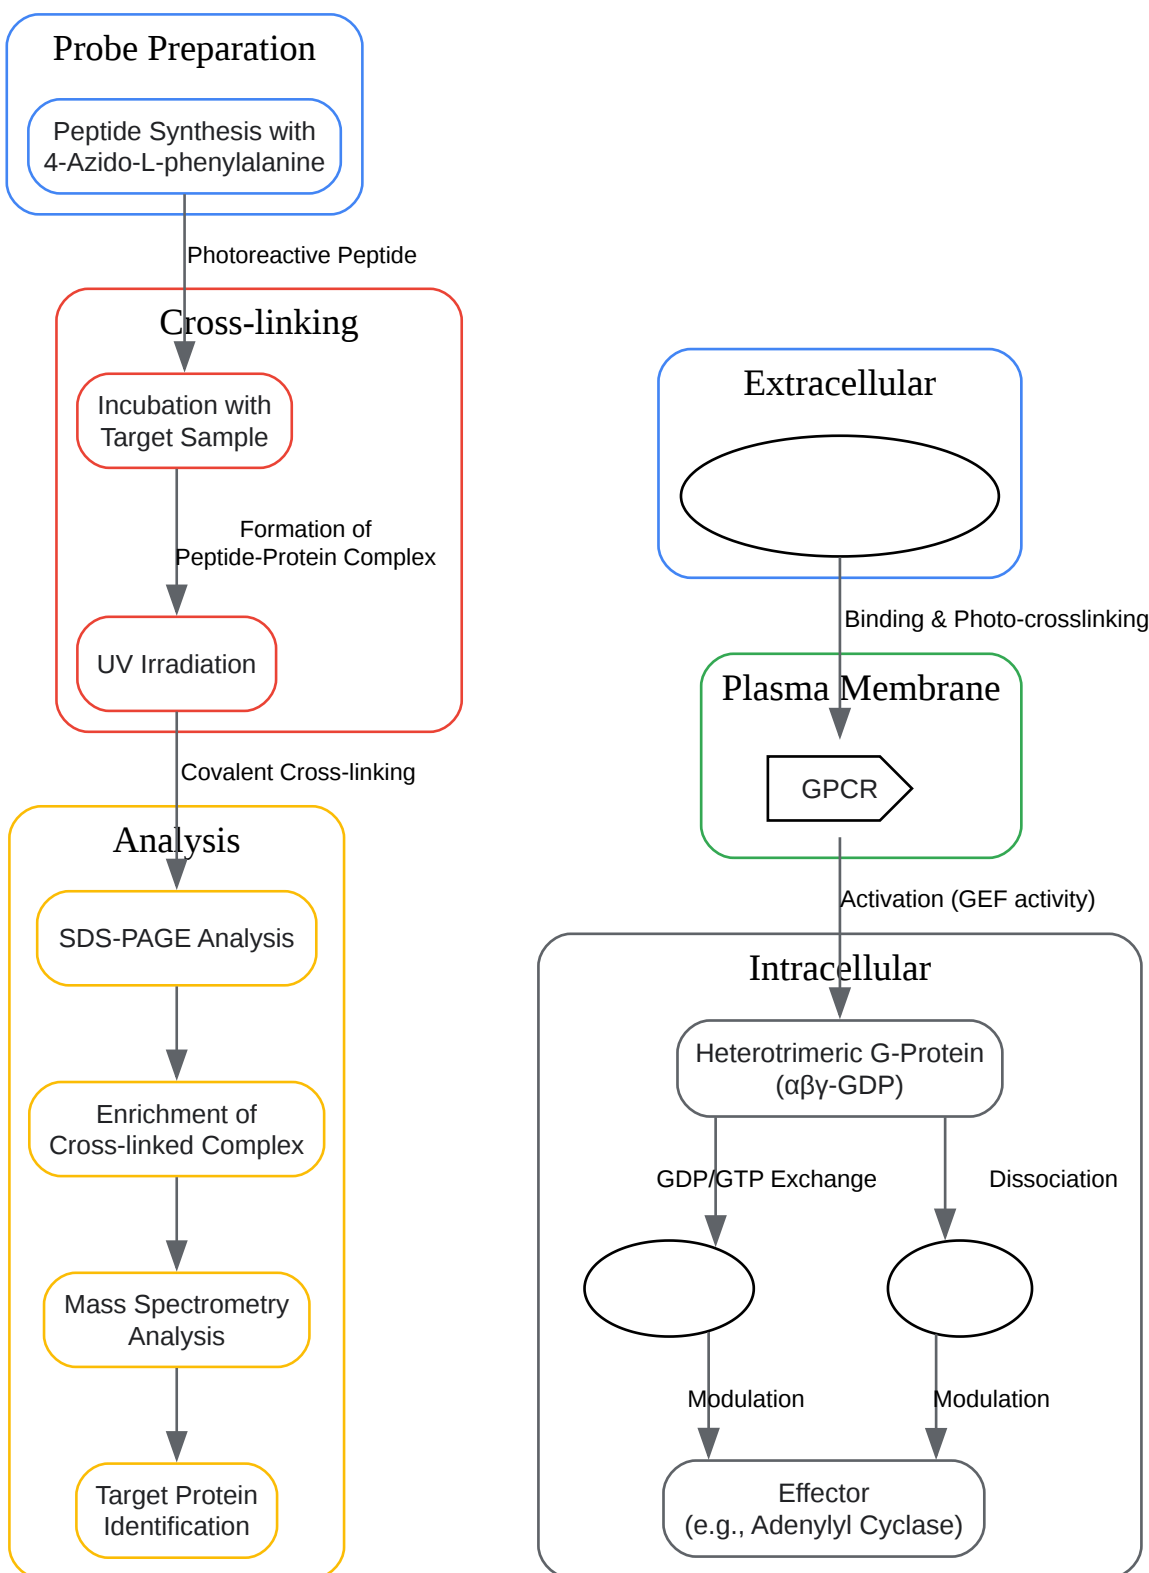 Probe Preparation
Peptide Synthesis with
4-Azido-L-phenylalanine
Photoreactive Peptide
Cross-linking
Incubation with
Target Sample
Formation of
Peptide-Protein Complex
UV Irradiation
Covalent Cross-linking
Analysis
SDS-PAGE Analysis
Enrichment of
Cross-linked Complex
Mass Spectrometry
Analysis
Target Protein
Identification
Extracellular
Binding & Photo-crosslinking
Plasma Membrane
GPCR
Activation (GEF activity)
Intracellular
Heterotrimeric G-Protein
(αβγ-GDP)
GDP/GTP Exchange
Dissociation
Modulation
Modulation
Effector
(e.g., Adenylyl Cyclase)